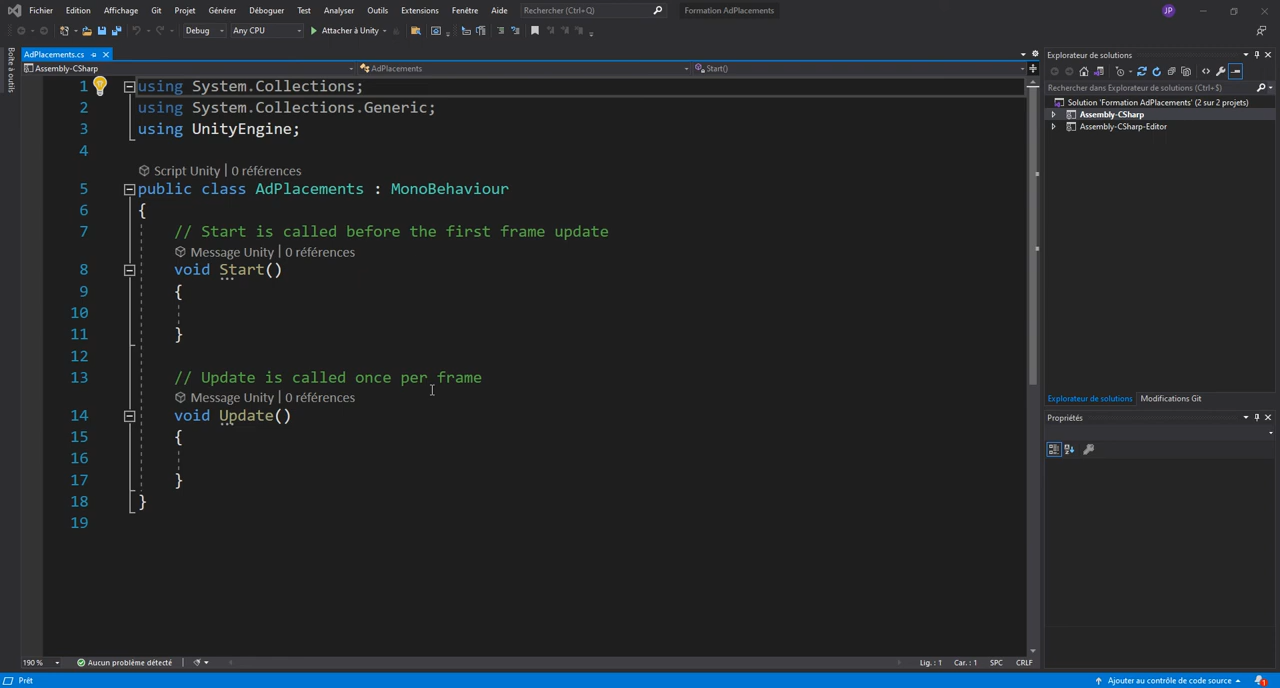 Fichier Edition Affichage Git Projet Générer Déboguer Test Analyser Outils Extensions Fenêtre Aide Rechercher (Ctrl+Q) Formation AdPlacements JP
Debug Any CPU Attacher à Unity
Boîte à outils
AdPlacements.cs
Assembly-CSharp AdPlacements Start()
1 using System.Collections;
2 using System.Collections.Generic;
3 using UnityEngine;
4
Script Unity | 0 références
5 public class AdPlacements : MonoBehaviour
6 {
7 // Start is called before the first frame update
Message Unity | 0 références
8 void Start()
9 {
10
11 }
12
13 // Update is called once per frame
Message Unity | 0 références
14 void Update()
15 {
16
17 }
18 }
19
190 % Aucun problème détecté Lig. : 1 Car. : 1 SPC CRLF
Explorateur de solutions
Rechercher dans Explorateur de solutions (Ctrl+$)
Solution 'Formation AdPlacements' (2 sur 2 projets)
Assembly-CSharp
Assembly-CSharp-Editor
Explorateur de solutions Modifications Git
Propriétés
Prêt Ajouter au contrôle de code source 1